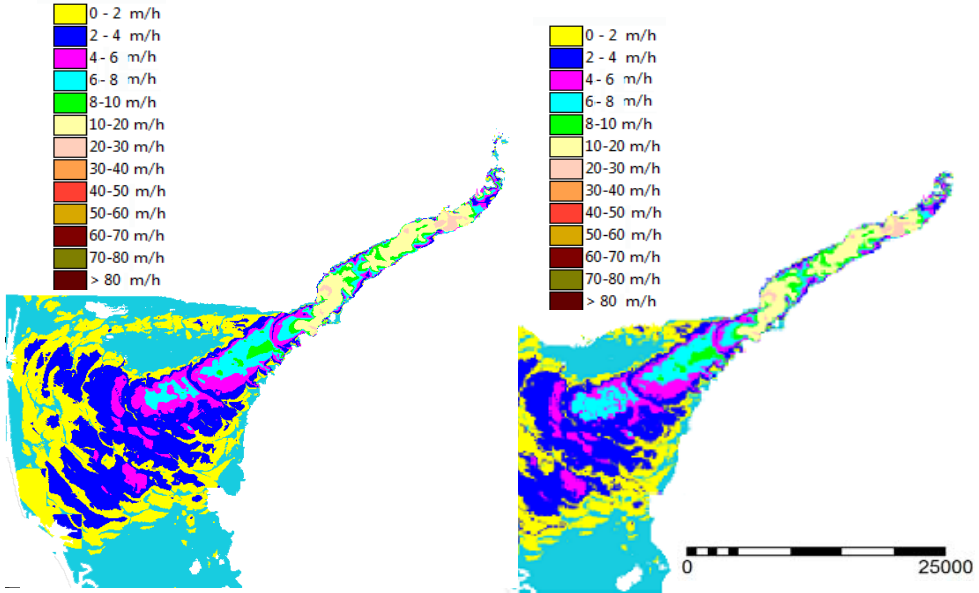 0 - 2 m/h
2 - 4 m/h
4 - 6 m/h
6 - 8 m/h
8-10 m/h
10-20 m/h
20-30 m/h
30-40 m/h
40-50 m/h
50-60 m/h
60-70 m/h
70-80 m/h
> 80 m/h
0 - 2 m/h
2 - 4 m/h
4 - 6 m/h
6 - 8 m/h
8-10 m/h
10-20 m/h
20-30 m/h
30-40 m/h
40-50 m/h
50-60 m/h
60-70 m/h
70-80 m/h
> 80 m/h
0 25000